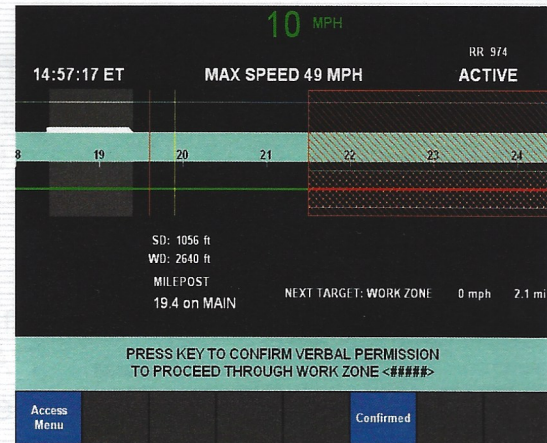 10 MPH
RR 974
14:57:17 ET MAX SPEED 49 MPH ACTIVE
8 19 20 21 22 23 24
SD: 1056 ft
WD: 2640 ft
MILEPOST
19.4 on MAIN
NEXT TARGET: WORK ZONE 0 mph 2.1 mi
PRESS KEY TO CONFIRM VERBAL PERMISSION
TO PROCEED THROUGH WORK ZONE <#####>
Access
Menu
Confirmed